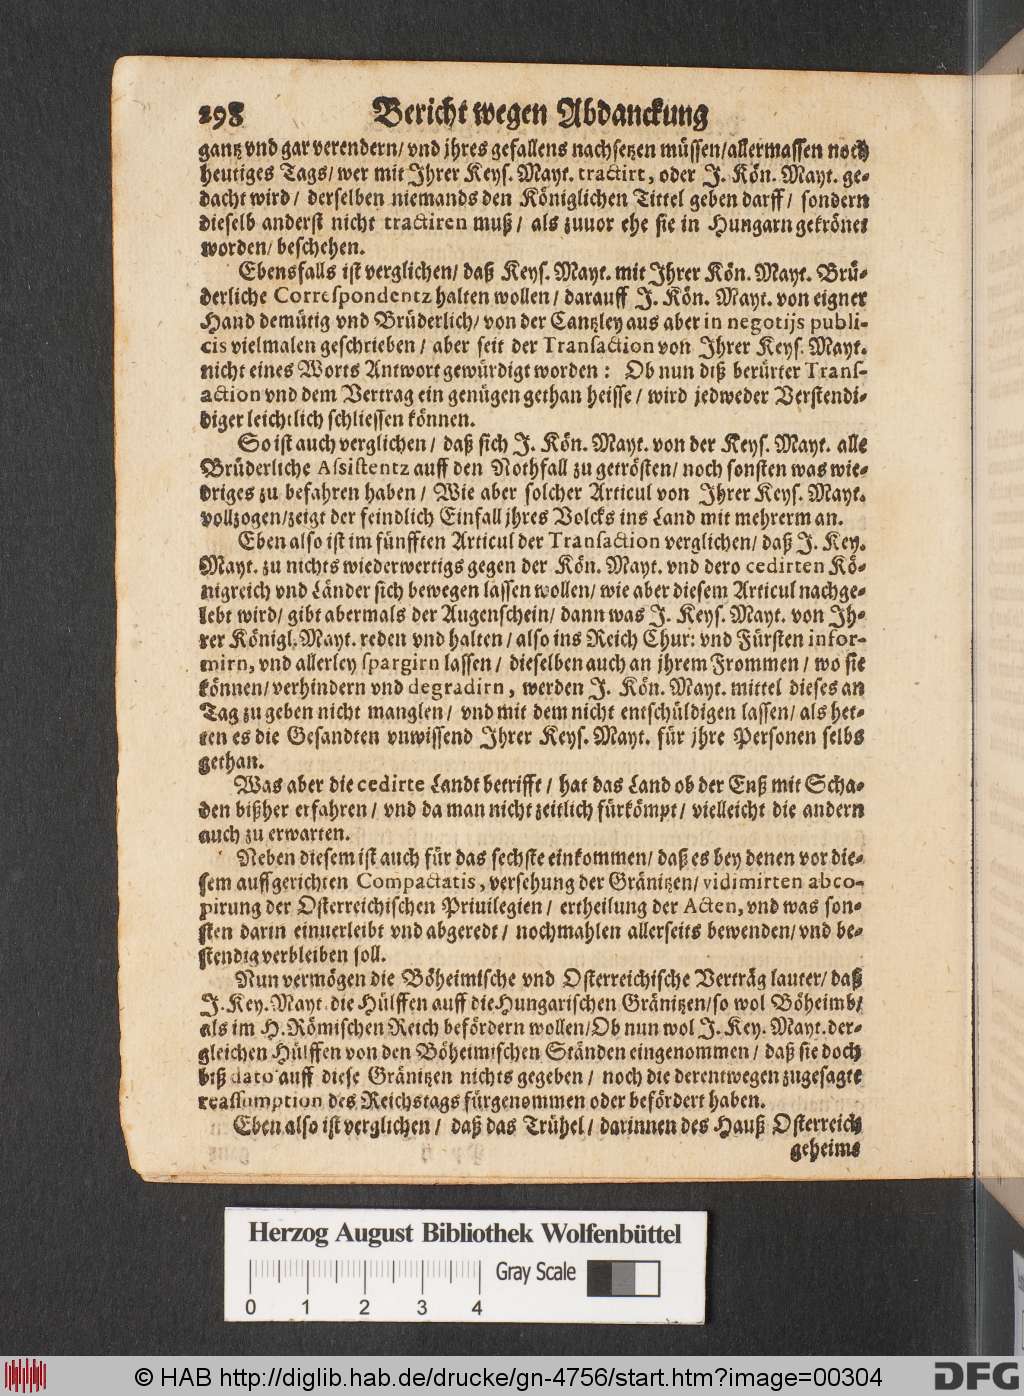 298 Bericht wegen Abdanckung
gantz vnd gar verendern/ vnd jhres gefallens nachsetzen müssen/allermassen noch
heutiges Tags/ wer mit Ihrer Keys. Mayt. tractirt, oder J. Kön. Mayt. ge-
dacht wird/ derselben niemands den Königlichen Tittel geben darff/ sondern
dieselb anderst nicht tractiren muß/ als zuuor ehe sie in Hungarn gekrönet
worden/ beschehen.
Ebensfalls ist verglichen/ daß Keys. Mayt. mit Ihrer Kön. Mayt. Brü-
derliche Correspondentz halten wollen/ darauff J. Kön. Mayt. von eigner
Hand demütig vnd Brüderlich/ von der Cantzley aus aber in negotijs publi-
cis vielmalen geschrieben/ aber seit der Transaction von Ihrer Keys. Mayt.
nicht eines Worts Antwort gewürdigt worden: Ob nun diß berürter Trans-
action vnd dem Vertrag ein genügen gethan heisse/ wird jedweder Verstendi-
diger leichtlich schliessen können.
So ist auch verglichen/ daß sich J. Kön. Mayt. von der Keys. Mayt. alle
Brüderliche Assistentz auff den Nothfall zu getrösten/ noch sonsten was wie-
driges zu befahren haben/ Wie aber solcher Articul von Ihrer Keys. Mayt.
vollzogen/zeigt der feindlich Einfall jhres Volcks ins Land mit mehrerm an.
Eben also ist im fünfften Articul der Transaction verglichen/ daß J. Key.
Mayt. zu nichts wiederwertigs gegen der Kön. Mayt. vnd dero cedirten Kö-
nigreich vnd Länder sich bewegen lassen wollen/ wie aber diesem Articul nachge-
lebt wird/ gibt abermals der Augenschein/ dann was J. Keys. Mayt. von Ih-
rer Königl. Mayt. reden vnd halten/ also ins Reich Chur: vnd Fürsten infor-
mirn, vnd allerley spargirn lassen/ dieselben auch an jhrem Frommen/ wo sie
können/ verhindern vnd degradirn, werden J. Kön. Mayt. mittel dieses an
Tag zu geben nicht manglen/ vnd mit dem nicht entschüldigen lassen/ als het-
ten es die Gesandten vnwissend Ihrer Keys. Mayt. für jhre Personen selbs
gethan.
Was aber die cedirte Landt betrifft/ hat das Land ob der Enß mit Scha-
den bißher erfahren/ vnd da man nicht zeitlich fürkömpt/ vielleicht die andern
auch zu erwarten.
Neben diesem ist auch für das sechste einkommen/ daß es bey denen vor die-
sem auffgerichten Compactatis, versehung der Gränitzen/ vidimirten abco-
pirung der Osterreichischen Priuilegien/ ertheilung der Acten, vnd was son-
sten darin einuerleibt vnd abgeredt/ nochmahlen allerseits bewenden/ vnd be-
stendig verbleiben soll.
Nun vermögen die Böheimische vnd Osterreichische Verträg lauter/ daß
J. Key. Mayt. die Hülffen auff die Hungarischen Gränitzen/so wol Böheimb/
als im H. Römischen Reich befördern wollen/Ob nun wol J. Key. Mayt. der-
gleichen Hülffen von den Böheimischen Ständen eingenommen/ daß sie doch
biß dato auff diese Gränitzen nichts gegeben/ noch die derentwegen zugesagte
reassumption des Reichstags fürgenommen oder befördert haben.
Eben also ist verglichen/ daß das Trühel/ darinnen des Hauß Osterreich
geheime
Herzog August Bibliothek Wolfenbüttel
Gray Scale
0 1 2 3 4
© HAB http://diglib.hab.de/drucke/gn-4756/start.htm?image=00304
DFG